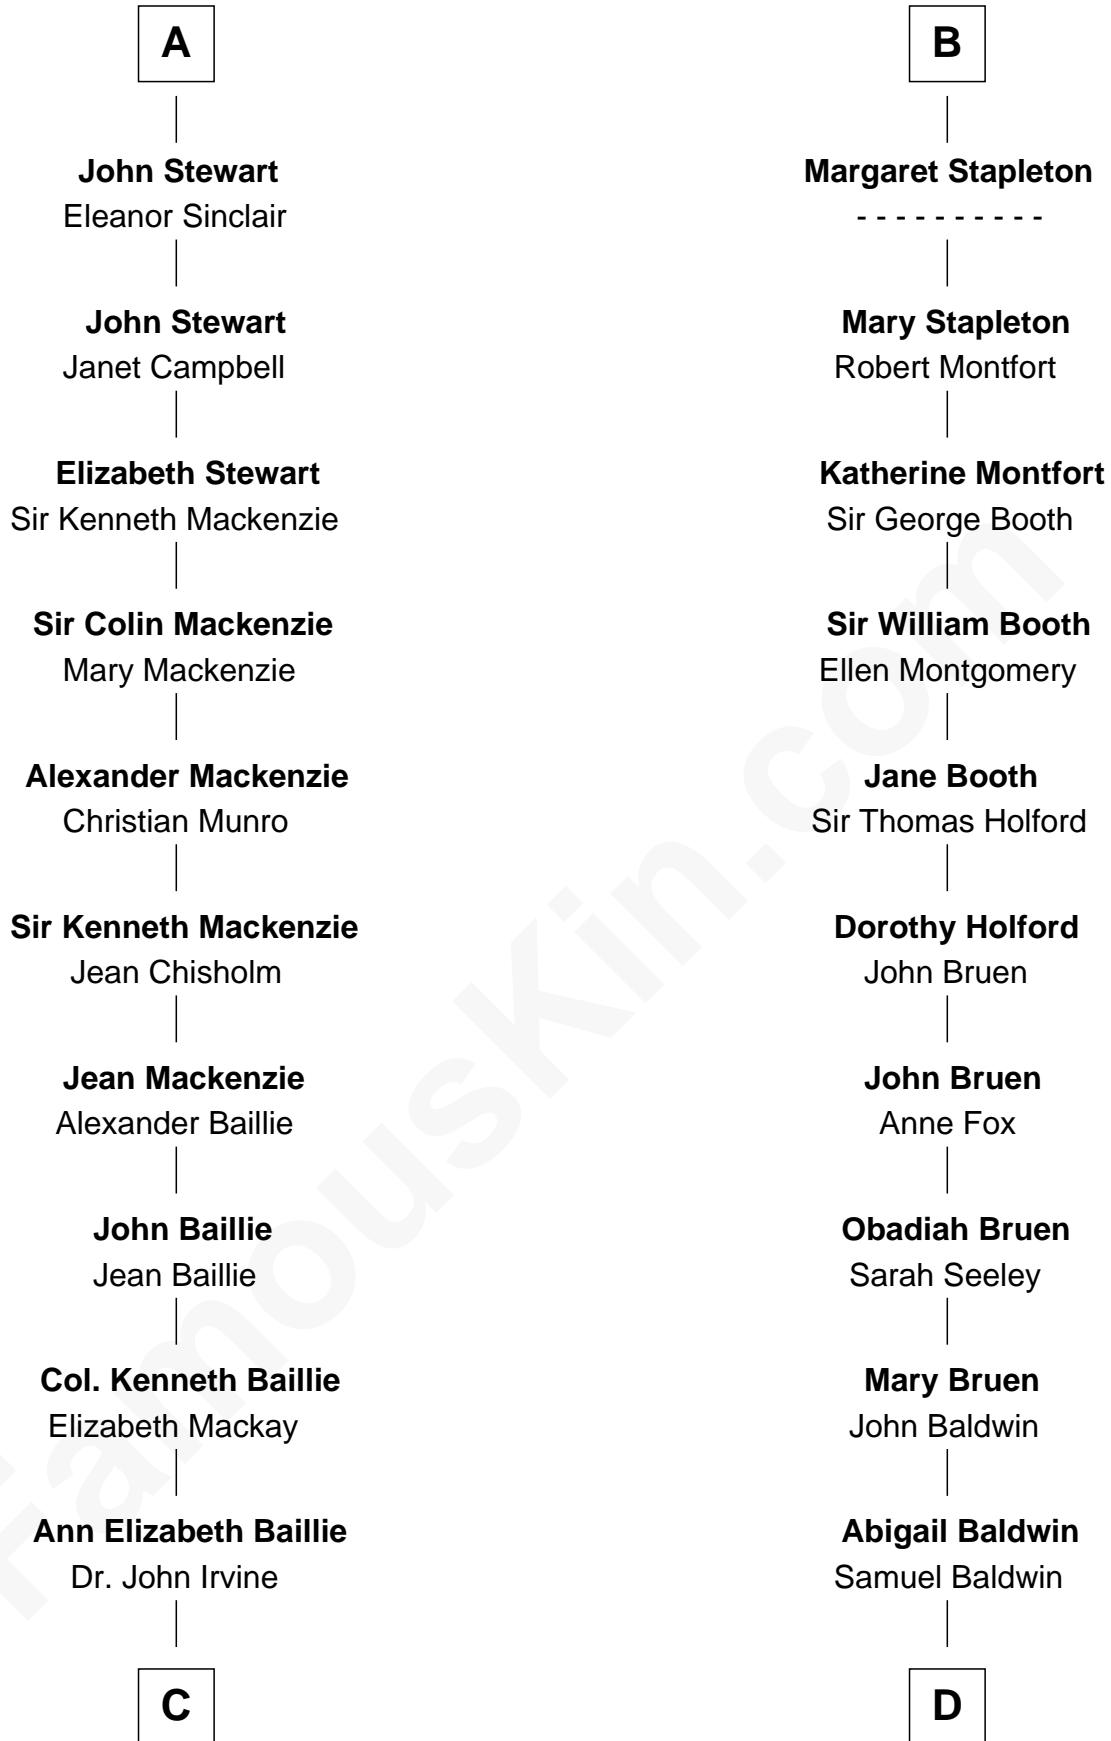 A
John Stewart
Eleanor Sinclair
John Stewart
Janet Campbell
Elizabeth Stewart
Sir Kenneth Mackenzie
Sir Colin Mackenzie
Mary Mackenzie
Alexander Mackenzie
Christian Munro
Sir Kenneth Mackenzie
Jean Chisholm
Jean Mackenzie
Alexander Baillie
John Baillie
Jean Baillie
Col. Kenneth Baillie
Elizabeth Mackay
Ann Elizabeth Baillie
Dr. John Irvine
C
B
Margaret Stapleton
- - - - - - - - - -
Mary Stapleton
Robert Montfort
Katherine Montfort
Sir George Booth
Sir William Booth
Ellen Montgomery
Jane Booth
Sir Thomas Holford
Dorothy Holford
John Bruen
John Bruen
Anne Fox
Obadiah Bruen
Sarah Seeley
Mary Bruen
John Baldwin
Abigail Baldwin
Samuel Baldwin
D
FamousKin.com